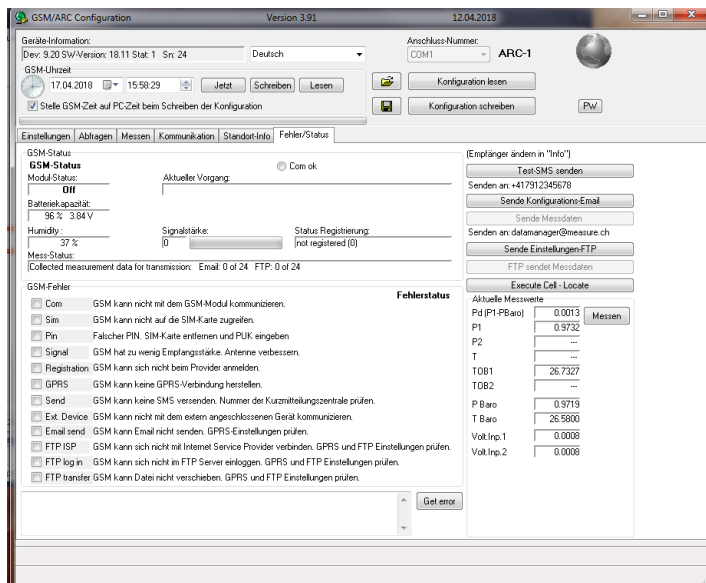 GSM/ARC Configuration Version 3.91 12.04.2018
Geräte-Information:
Dev: 9.20 SW-Version: 18.11 Stat: 1 Sn: 24
Deutsch
Anschluss-Nummer:
COM1
ARC-1
GSM-Uhrzeit
17.04.2018
15:58:29
Jetzt
Schreiben
Lesen
Stelle GSM-Zeit auf PC-Zeit beim Schreiben der Konfiguration
Konfiguration lesen
Konfiguration schreiben
PW
Einstellungen Abfragen Messen Kommunikation Standort-Info Fehler/Status
GSM-Status
GSM-Status
Com ok
Modul-Status:
Off
Aktueller Vorgang:
Batteriekapazität:
96 % 3.84 V
Humidity :
37 %
Signalstärke:
0
Status Registrierung:
not registered (0)
Mess-Status:
Collected measurement data for transmission: Email: 0 of 24 FTP: 0 of 24
GSM-Fehler
Fehlerstatus
Com GSM kann nicht mit dem GSM-Modul kommunizieren.
Sim GSM kann nicht auf die SIM-Karte zugreifen.
Pin Falscher PIN. SIM-Karte entfernen und PUK eingeben
Signal GSM hat zu wenig Empfangsstärke. Antenne verbessern.
Registration GSM kann sich nicht beim Provider anmelden.
GPRS GSM kann keine GPRS-Verbindung herstellen.
Send GSM kann keine SMS versenden. Nummer der Kurzmitteilungszentrale prüfen.
Ext. Device GSM kann nicht mit dem extern angeschlossenen Gerät kommunizieren.
Email send GSM kann Email nicht senden. GPRS-Einstellungen prüfen.
FTP ISP GSM kann sich nicht mit Internet Service Provider verbinden. GPRS und FTP Einstellungen prüfen.
FTP log in GSM kann sich nicht im FTP Server einloggen. GPRS und FTP Einstellungen prüfen.
FTP transfer GSM kann Datei nicht verschieben. GPRS und FTP Einstellungen prüfen.
Get error
(Empfänger ändern in "Info")
Test-SMS senden
Senden an: +417912345678
Sende Konfigurations-Email
Sende Messdaten
Senden an: datamanager@measure.ch
Sende Einstellungen-FTP
FTP sendet Messdaten
Execute Cell - Locate
Aktuelle Messwerte
Pd (P1-PBaro) 0.0013
Messen
P1 0.9732
P2 ---
T ---
TOB1 26.7327
TOB2 ---
P Baro 0.9719
T Baro 26.5800
Volt.Inp.1 0.0008
Volt.Inp.2 0.0008